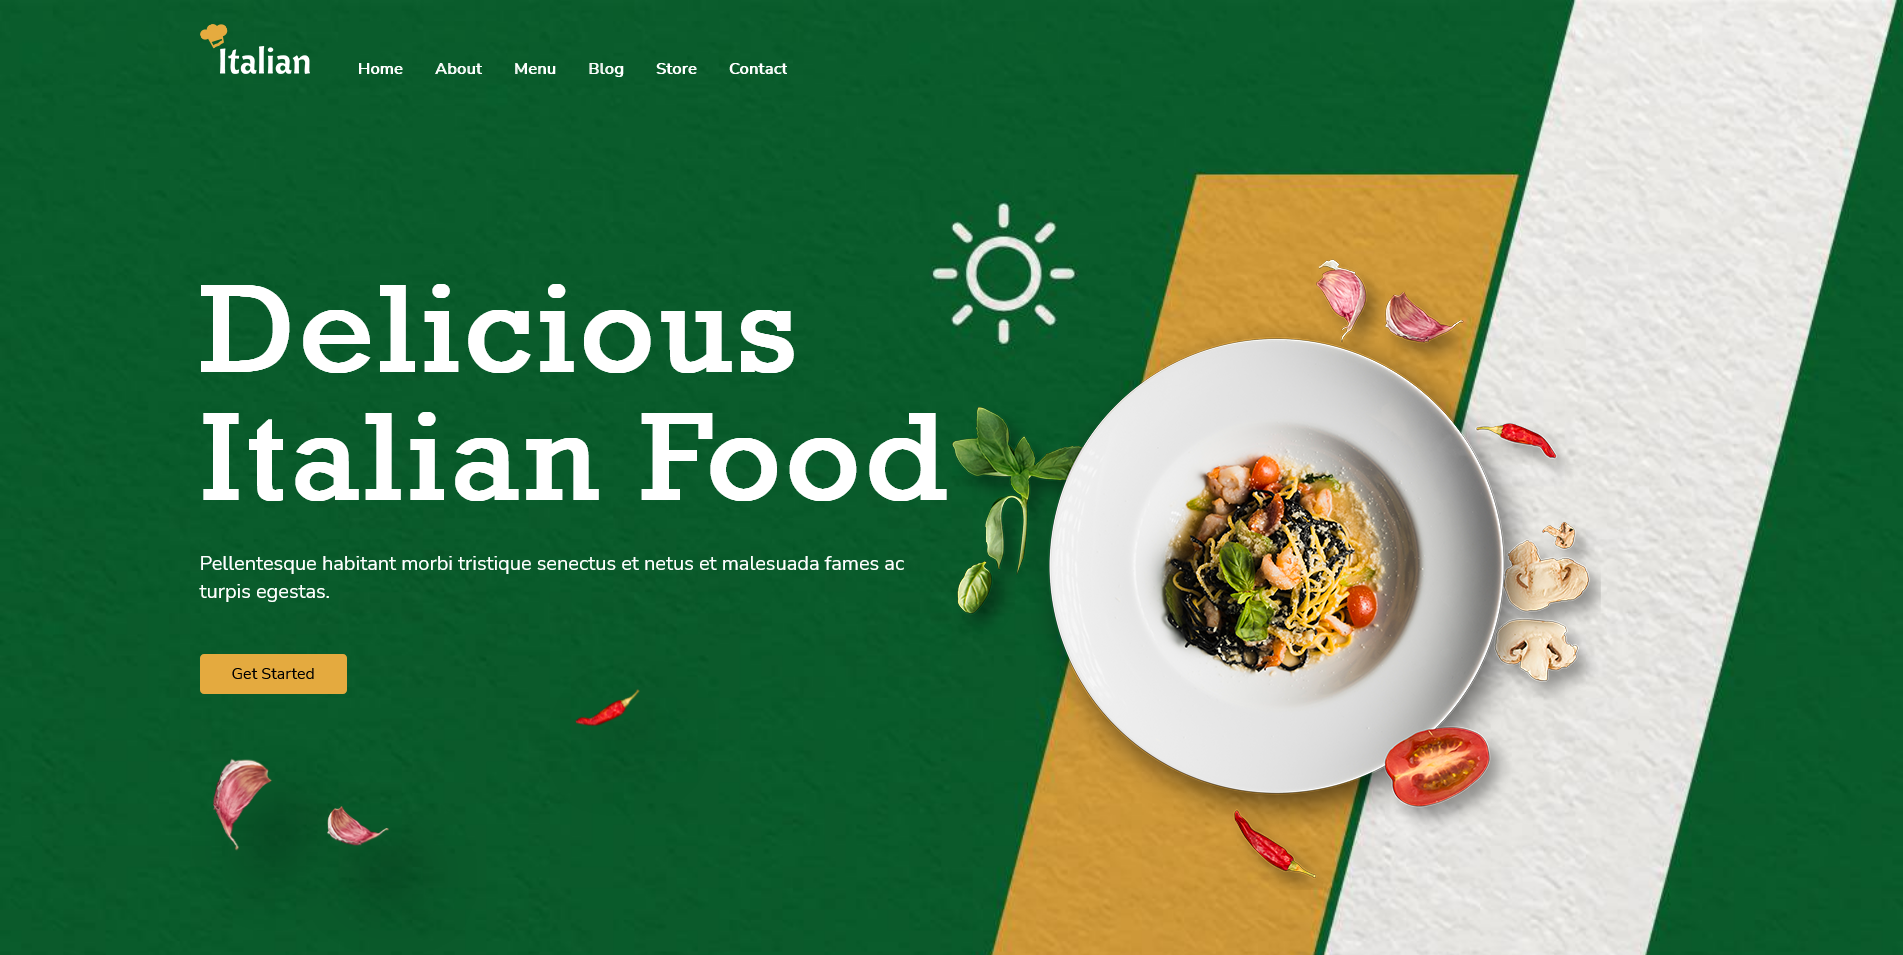 Italian
Home About Menu Blog Store Contact
Delicious
Italian Food
Pellentesque habitant morbi tristique senectus et netus et malesuada fames ac
turpis egestas.
Get Started